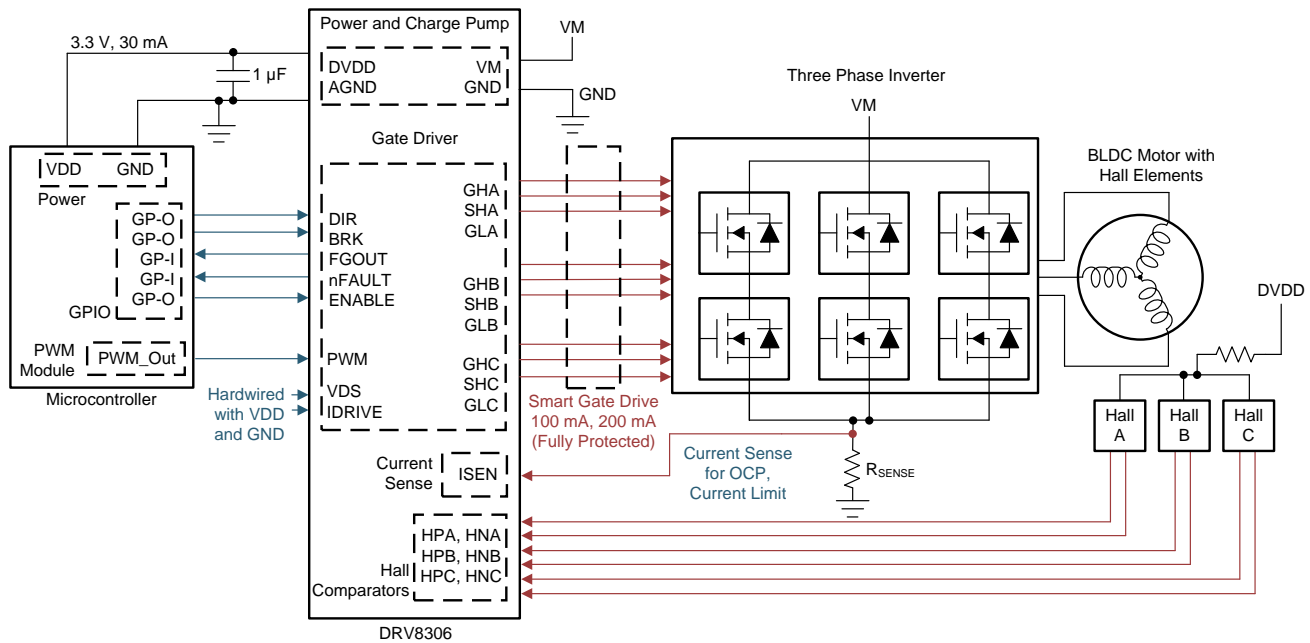 Power and Charge Pump
VM
3.3 V, 30 mA
DVDD
VM
AGND
GND
1 µF
GND
Three Phase Inverter
VM
Gate Driver
VDD
GND
Power
GP-O
GP-O
GP-I
GP-I
GP-O
GPIO
PWM
Module
PWM_Out
Microcontroller
DIR
BRK
FGOUT
nFAULT
ENABLE
PWM
VDS
IDRIVE
Hardwired
with VDD
and GND
GHA
SHA
GLA
GHB
SHB
GLB
GHC
SHC
GLC
Smart Gate Drive
100 mA, 200 mA
(Fully Protected)
BLDC Motor with
Hall Elements
DVDD
Hall
A
Hall
B
Hall
C
Current
Sense
ISEN
Current Sense
for OCP,
Current Limit
RSENSE
HPA, HNA
HPB, HNB
HPC, HNC
Hall
Comparators
DRV8306